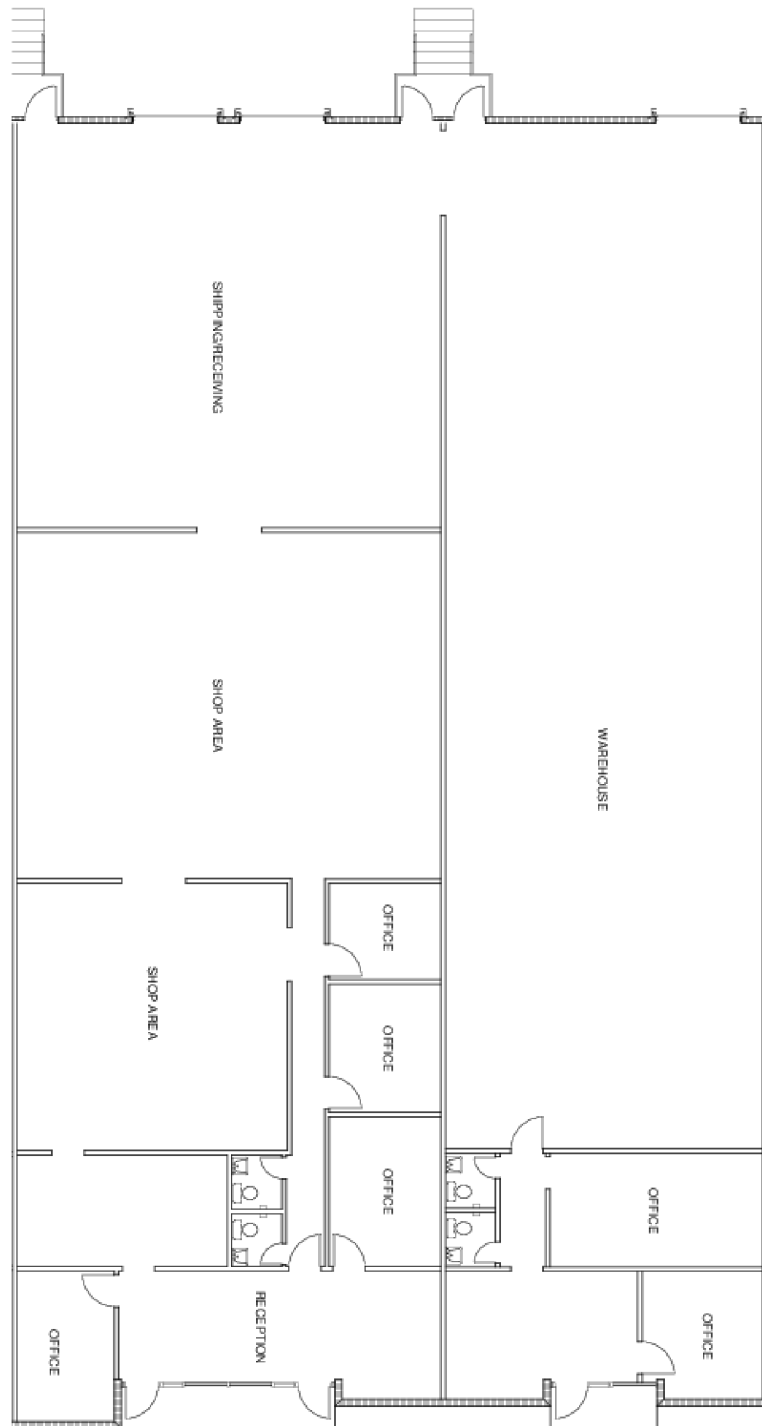 SHIPPING/RECEIVING
SHOP AREA
WAREHOUSE
OFFICE
SHOP AREA
OFFICE
OFFICE
OFFICE
RECEPTION
OFFICE
OFFICE